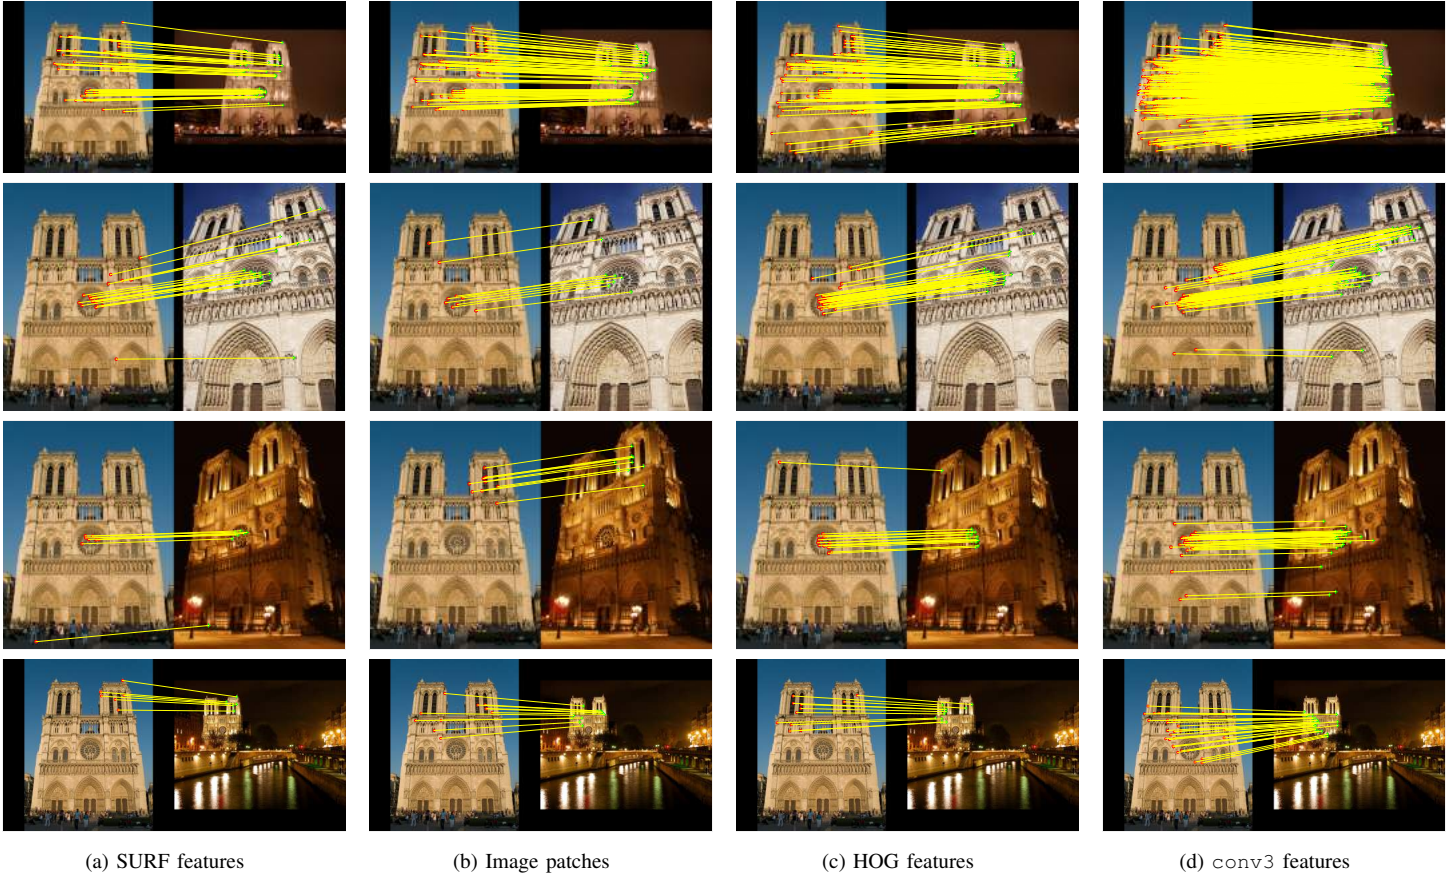 (a) SURF features
(b) Image patches
(c) HOG features
(d) conv3 features